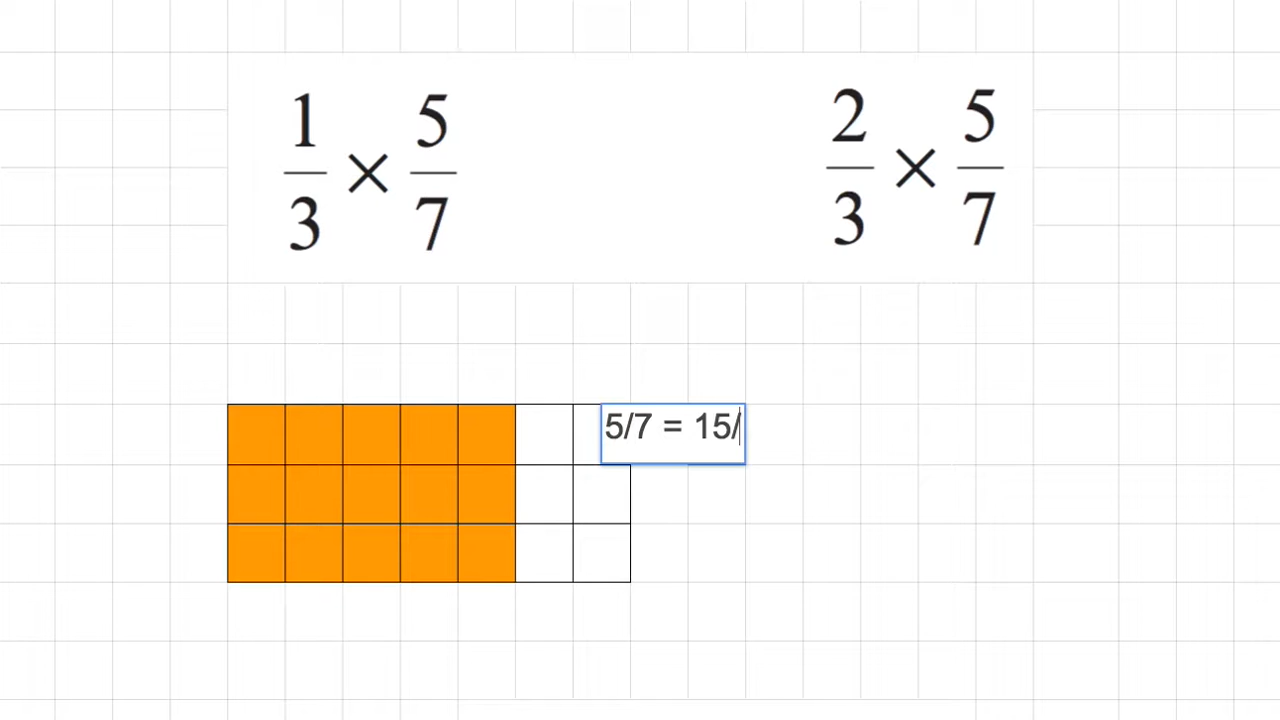 1/3 × 5/7
2/3 × 5/7
5/7 = 15/